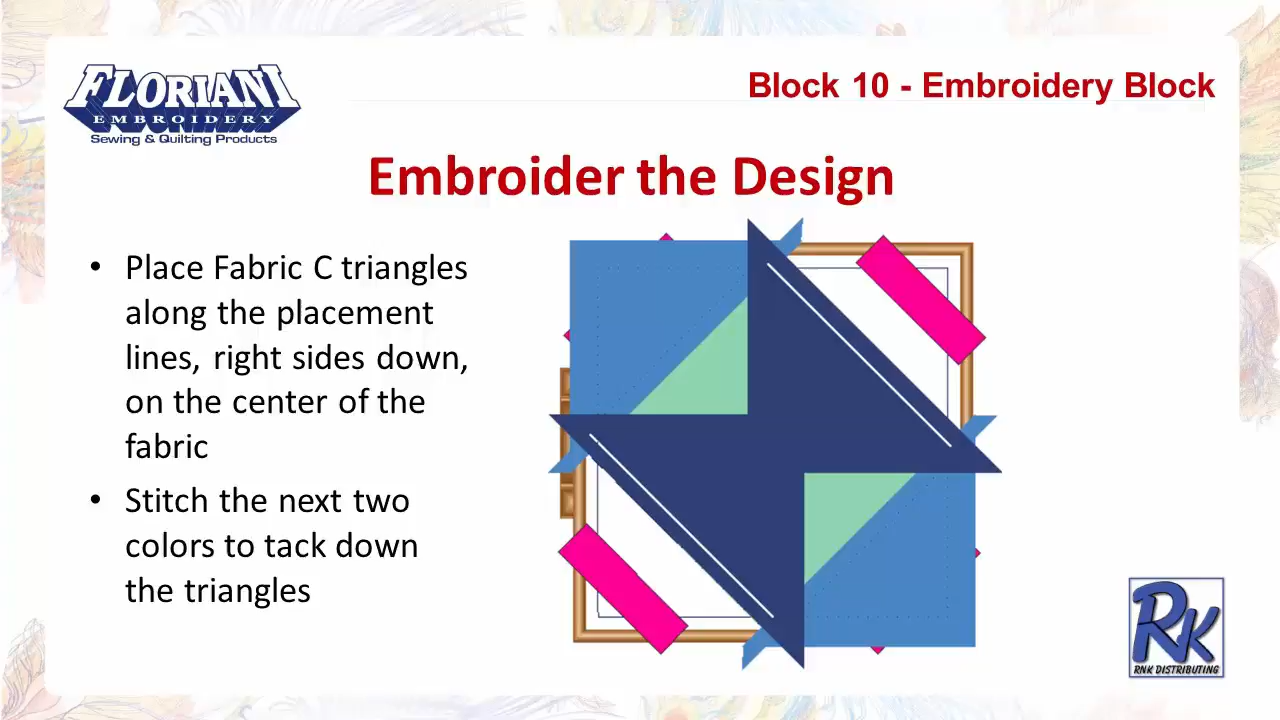 FLORIANI
EMBROIDERY
Sewing & Quilting Products
Block 10 - Embroidery Block
Embroider the Design
• Place Fabric C triangles
along the placement
lines, right sides down,
on the center of the
fabric
• Stitch the next two
colors to tack down
the triangles
RK
RNK DISTRIBUTING